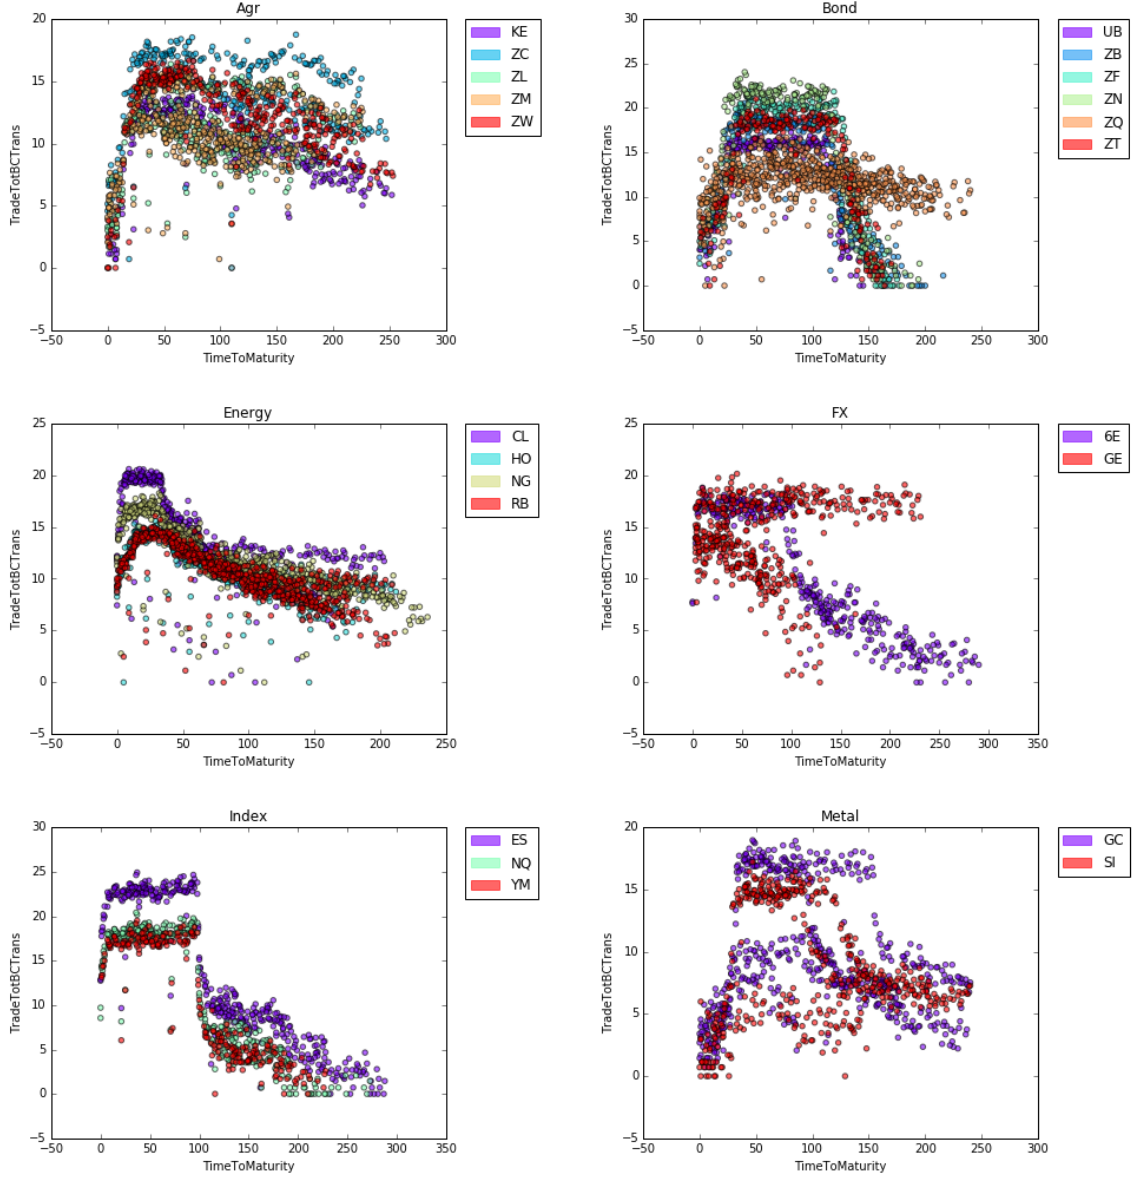 Agr
20
15
10
5
0
−5
−50 0 50 100 150 200 250 300
TradeTotBCTrans
TimeToMaturity
KE
ZC
ZL
ZM
ZW
Bond
30
25
20
15
10
5
0
−5
−50 0 50 100 150 200 250 300
TradeTotBCTrans
TimeToMaturity
UB
ZB
ZF
ZN
ZQ
ZT
Energy
25
20
15
10
5
0
−5
−50 0 50 100 150 200 250
TradeTotBCTrans
TimeToMaturity
CL
HO
NG
RB
FX
25
20
15
10
5
0
−5
−50 0 50 100 150 200 250 300 350
TradeTotBCTrans
TimeToMaturity
6E
GE
Index
30
25
20
15
10
5
0
−5
−50 0 50 100 150 200 250 300 350
TradeTotBCTrans
TimeToMaturity
ES
NQ
YM
Metal
20
15
10
5
0
−5
−50 0 50 100 150 200 250 300
TradeTotBCTrans
TimeToMaturity
GC
SI